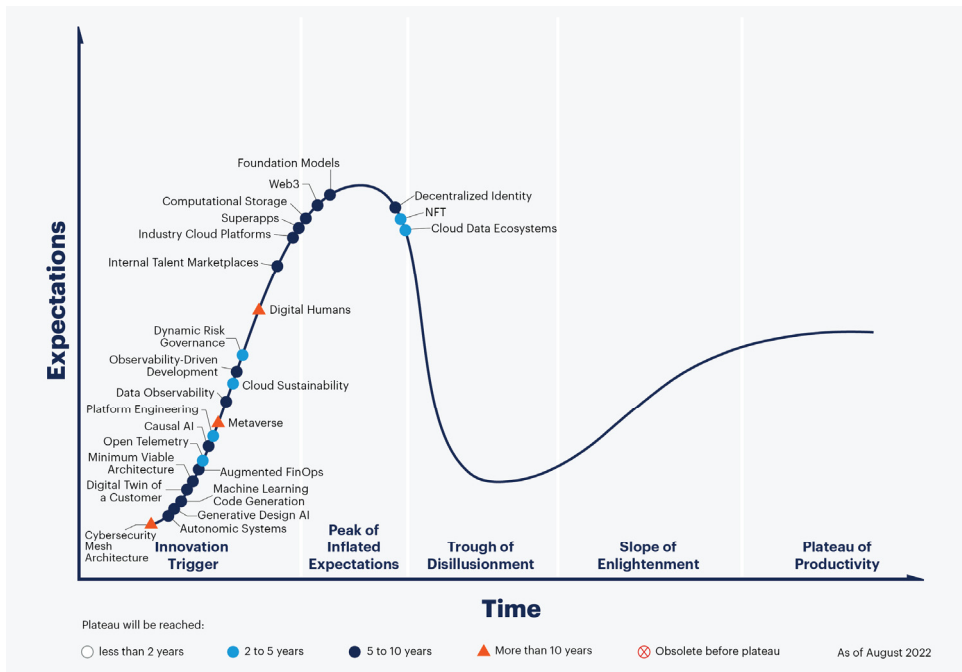 Expectations
Foundation Models
Web3
Computational Storage
Superapps
Industry Cloud Platforms
Internal Talent Marketplaces
Digital Humans
Dynamic Risk
Governance
Observability-Driven
Development
Cloud Sustainability
Data Observability
Platform Engineering
Metaverse
Causal AI
Open Telemetry
Minimum Viable
Architecture
Augmented FinOps
Digital Twin of
a Customer
Machine Learning
Code Generation
Generative Design AI
Autonomic Systems
Cybersecurity
Mesh
Architecture
Decentralized Identity
NFT
Cloud Data Ecosystems
Innovation
Trigger
Peak of
Inflated
Expectations
Trough of
Disillusionment
Slope of
Enlightenment
Plateau of
Productivity
Time
Plateau will be reached:
less than 2 years
2 to 5 years
5 to 10 years
More than 10 years
Obsolete before plateau
As of August 2022